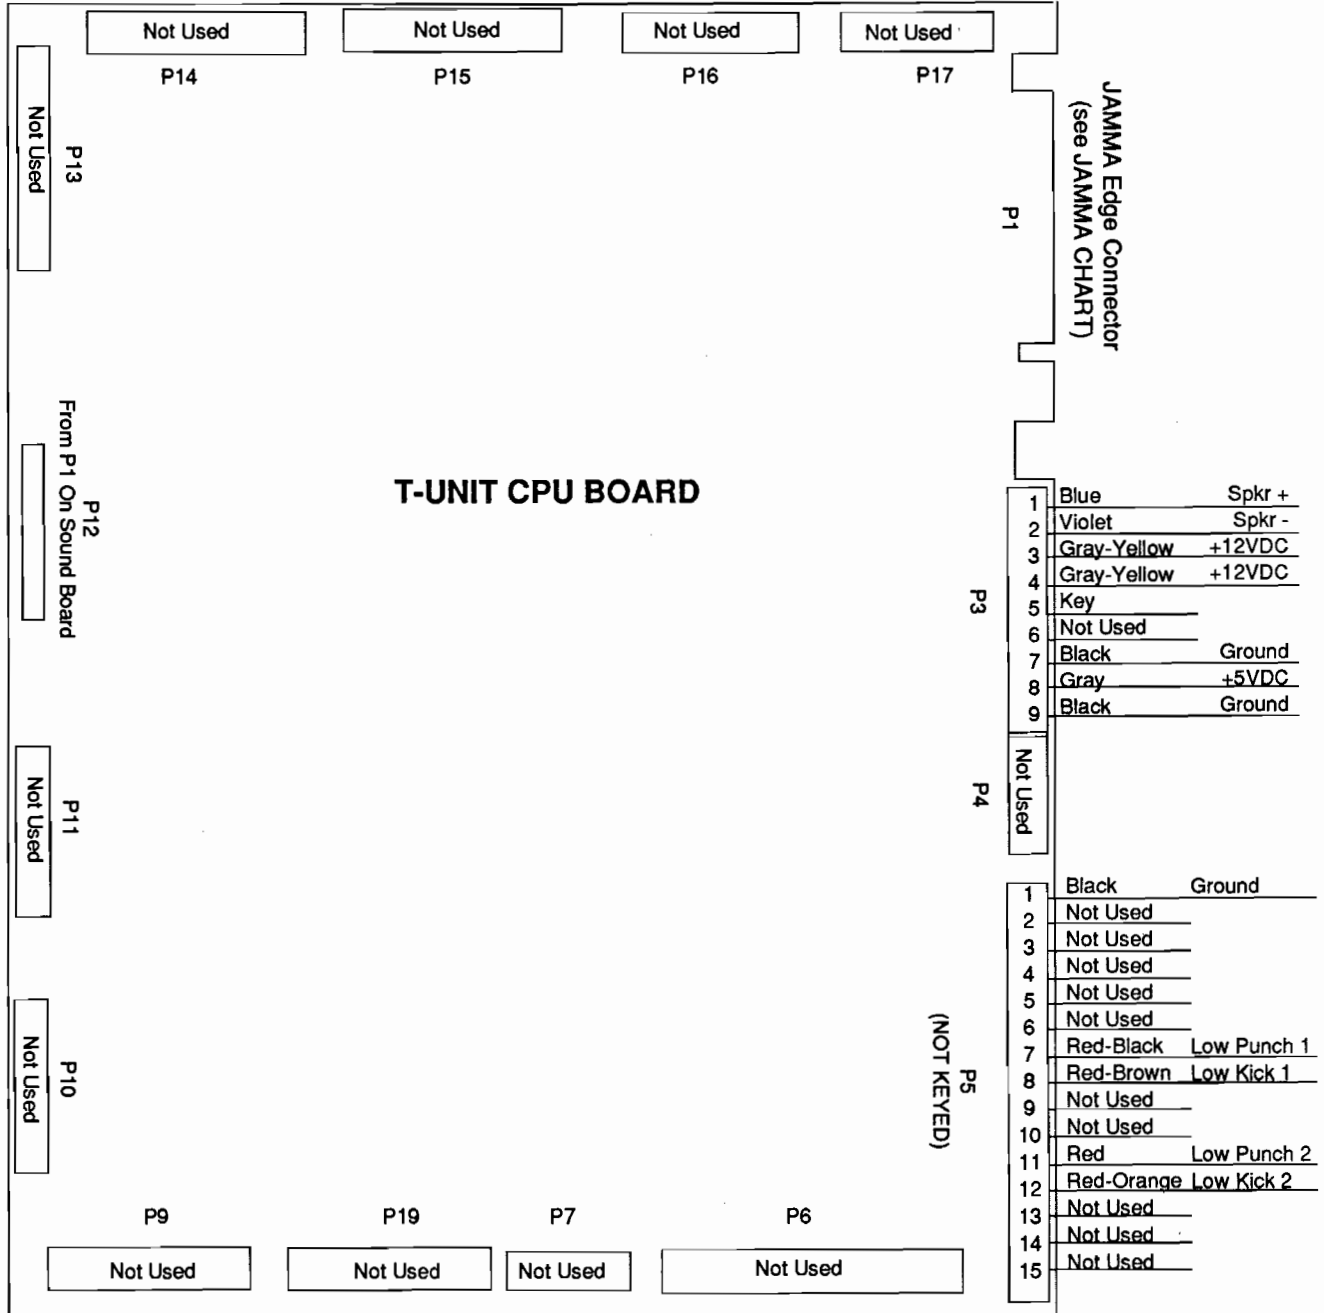 Not Used
Not Used
Not Used
Not Used
P14
P15
P16
P17
Not Used
P13
JAMMA Edge Connector
(see JAMMA CHART)
P1
From P1 On Sound Board
P12
T-UNIT CPU BOARD
P3
1 Blue Spkr +
2 Violet Spkr -
3 Gray-Yellow +12VDC
4 Gray-Yellow +12VDC
5 Key
6 Not Used
7 Black Ground
8 Gray +5VDC
9 Black Ground
Not Used
P11
P4
Not Used
Not Used
P10
P5
(NOT KEYED)
1 Black Ground
2 Not Used
3 Not Used
4 Not Used
5 Not Used
6 Not Used
7 Red-Black Low Punch 1
8 Red-Brown Low Kick 1
9 Not Used
10 Not Used
11 Red Low Punch 2
12 Red-Orange Low Kick 2
13 Not Used
14 Not Used
15 Not Used
P9
P19
P7
P6
Not Used
Not Used
Not Used
Not Used